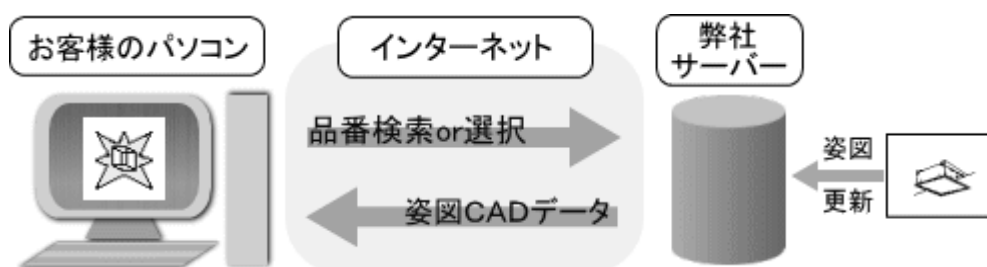 お客様のパソコン
インターネット
弊社
サーバー
品番検索or選択
姿図CADデータ
姿図
更新